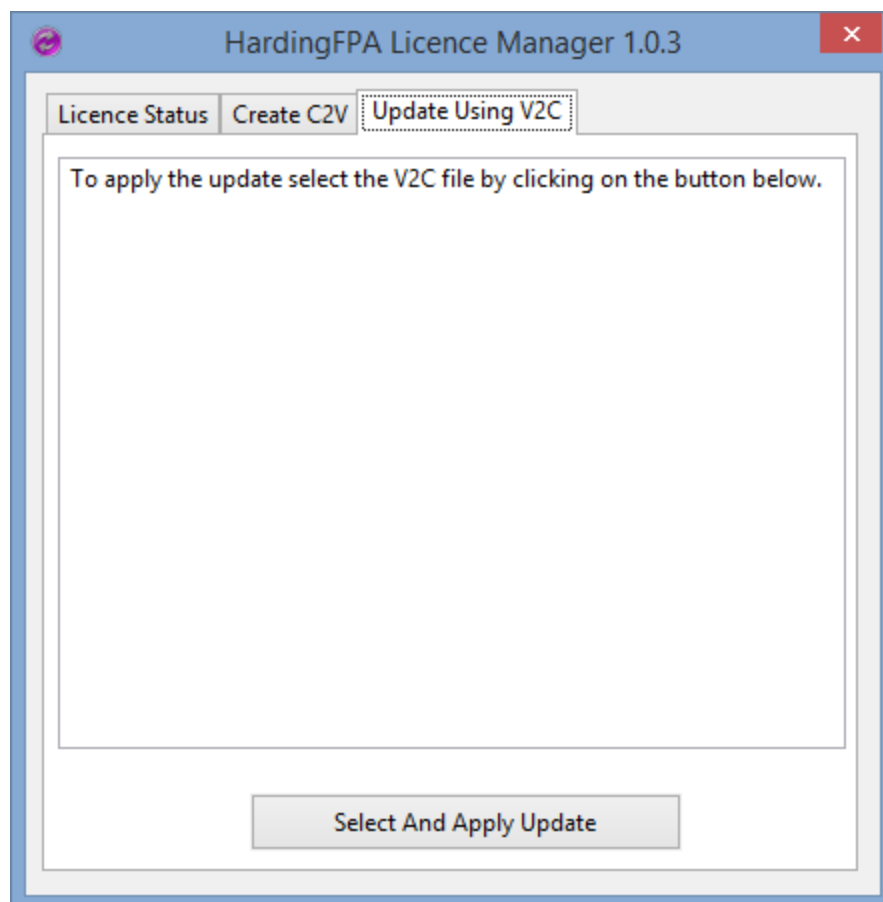 HardingFPA Licence Manager 1.0.3
Licence Status Create C2V Update Using V2C
To apply the update select the V2C file by clicking on the button below.
Select And Apply Update